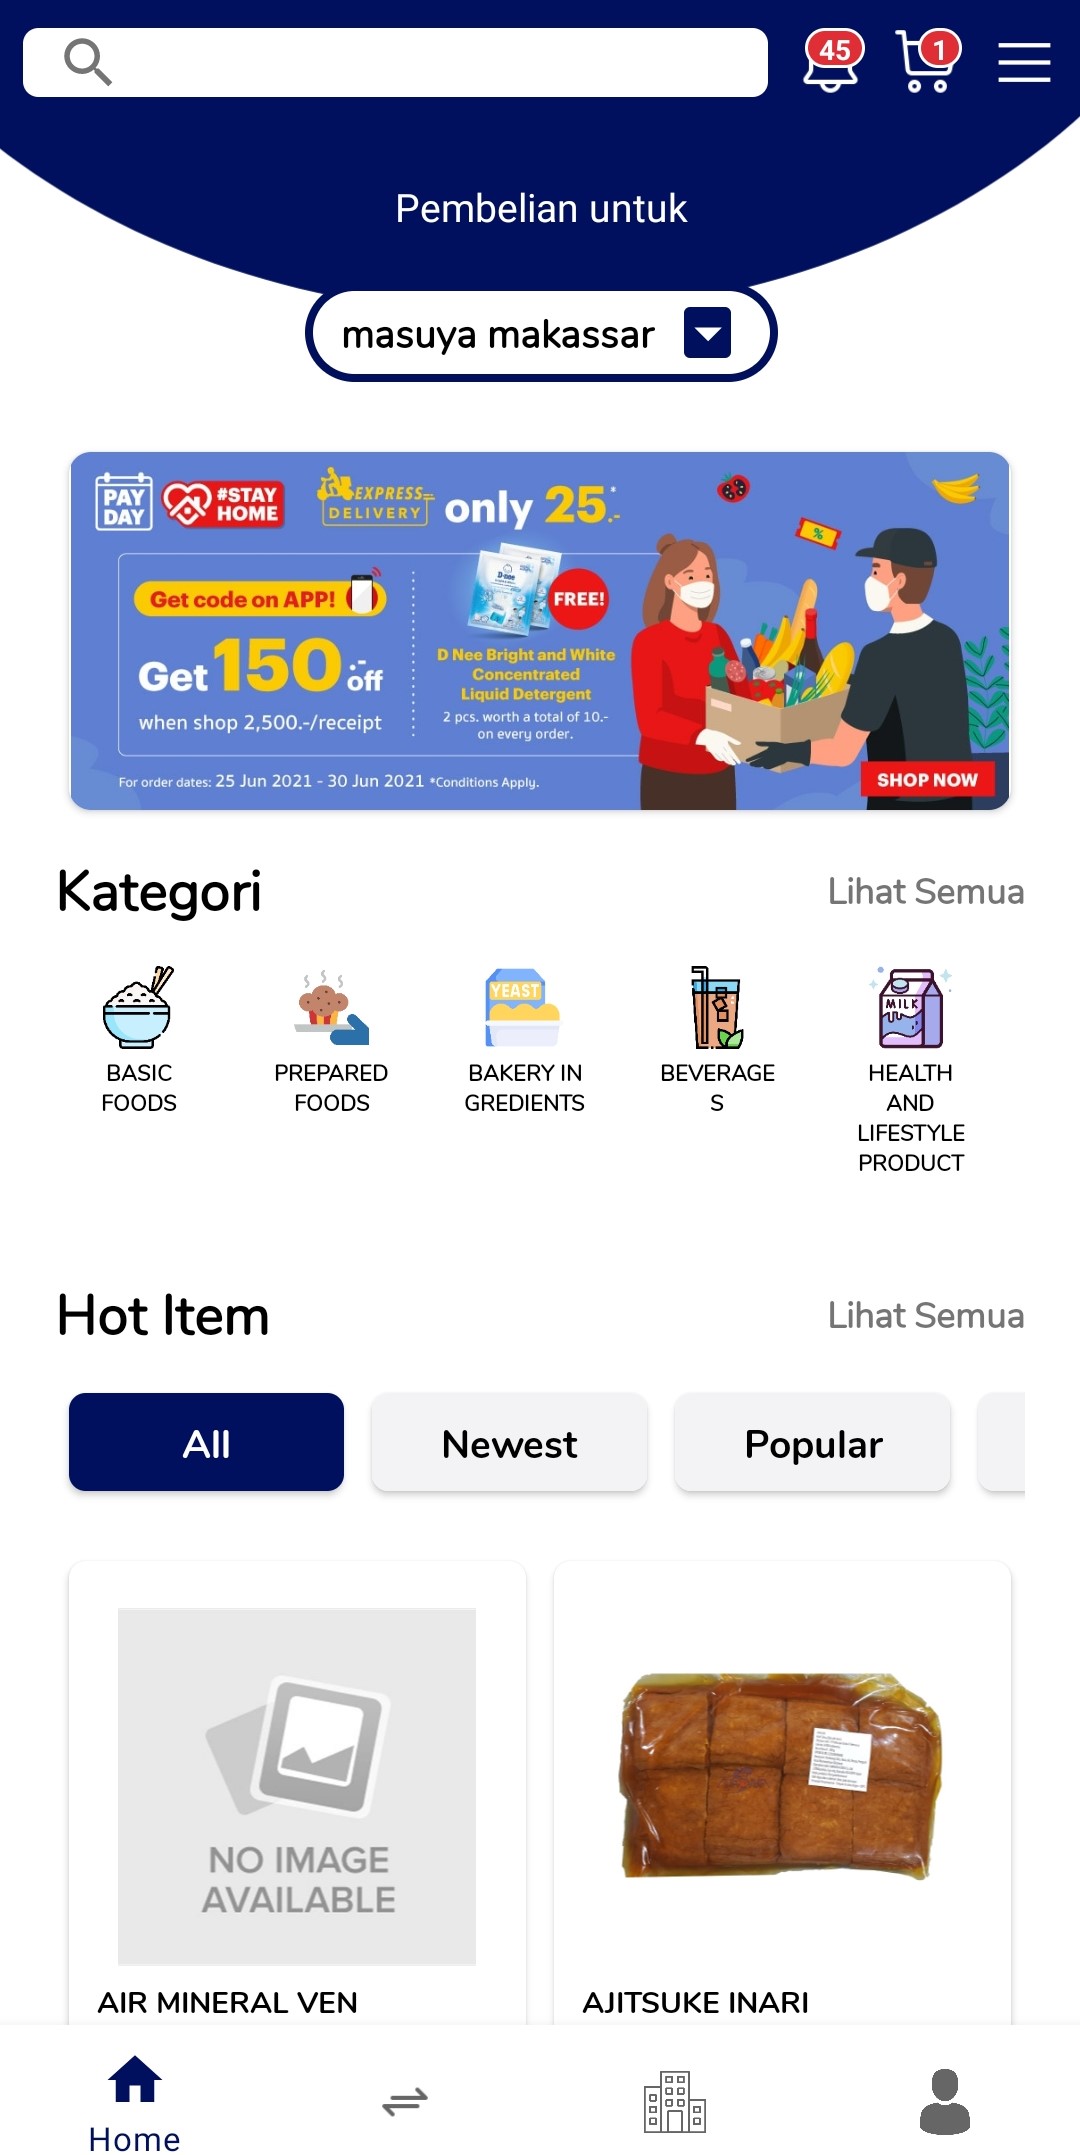 45
1
Pembelian untuk
masuya makassar
PAY
DAY
#STAY
HOME
EXPRESS
DELIVERY
only 25.-*
%
Get code on APP!
Get 150.- off
when shop 2,500.-/receipt
D-nee
FREE!
D Nee Bright and White
Concentrated
Liquid Detergent
2 pcs. worth a total of 10.-
on every order.
For order dates: 25 Jun 2021 - 30 Jun 2021 *Conditions Apply.
SHOP NOW
Kategori
Lihat Semua
YEAST
MILK
BASIC
FOODS
PREPARED
FOODS
BAKERY IN
GREDIENTS
BEVERAGE
S
HEALTH
AND
LIFESTYLE
PRODUCT
Hot Item
Lihat Semua
All
Newest
Popular
NO IMAGE
AVAILABLE
AIR MINERAL VEN
AJITSUKE INARI
Home